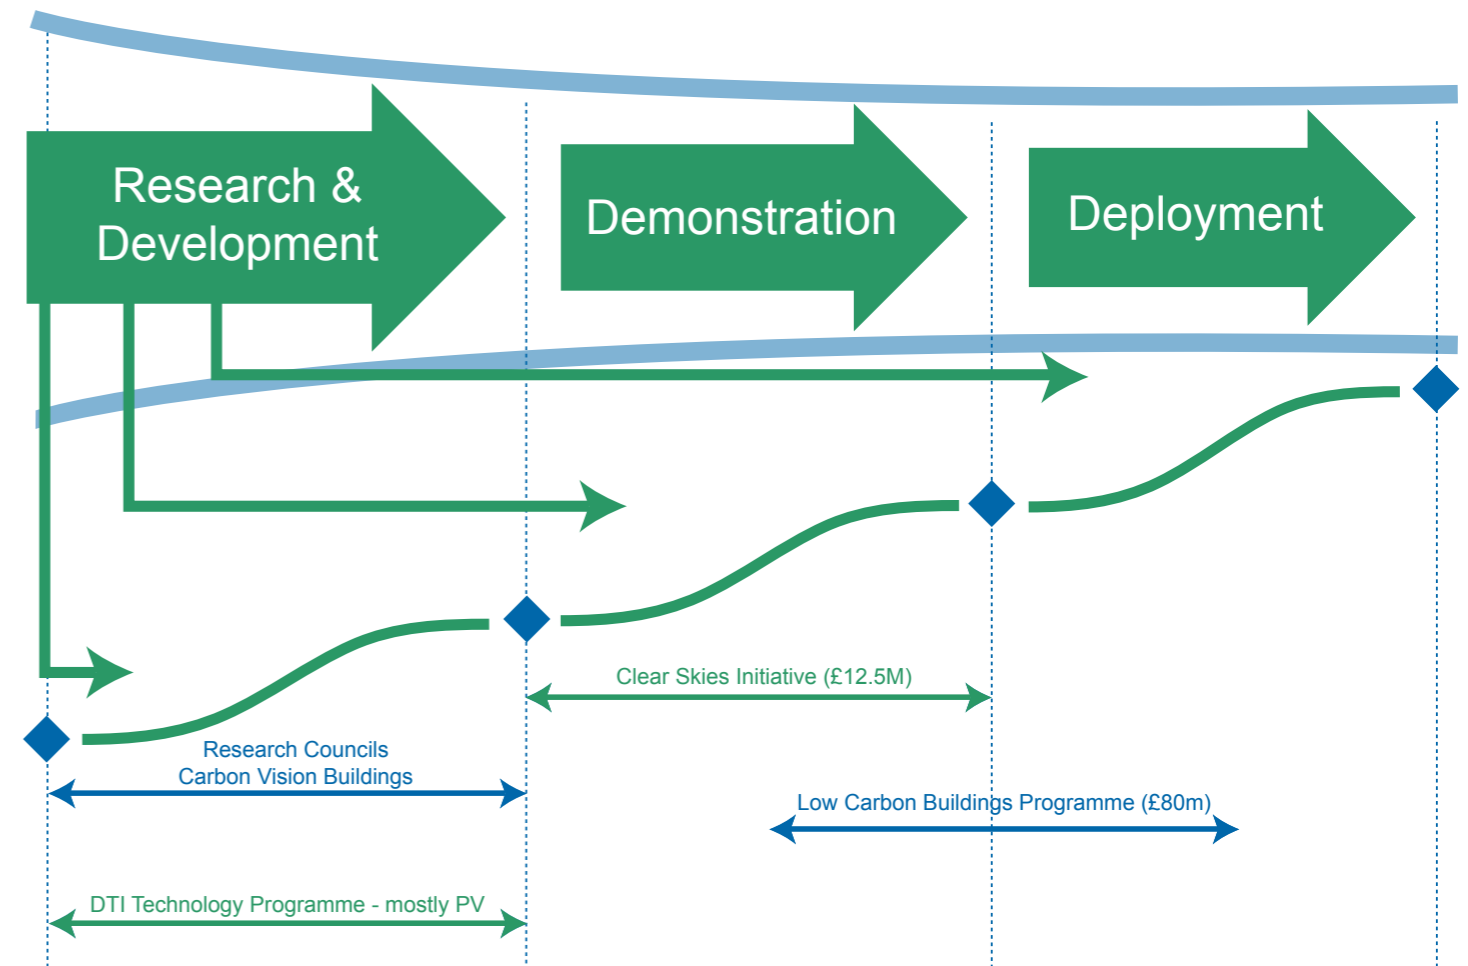 Research &
Development
Demonstration
Deployment
Clear Skies Initiative (£12.5M)
Research Councils
Carbon Vision Buildings
Low Carbon Buildings Programme (£80m)
DTI Technology Programme - mostly PV